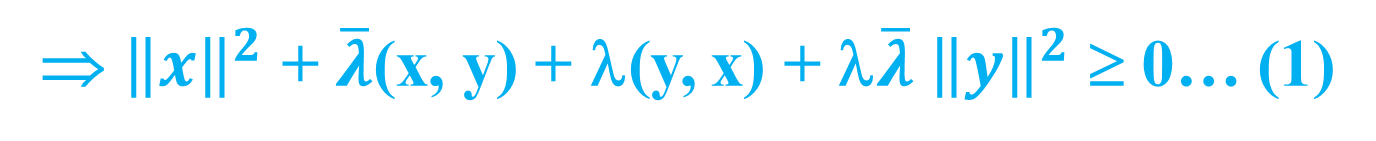 ⇒ ||x||² + λ̅(x, y) + λ(y, x) + λλ̅ ||y||² ≥ 0… (1)